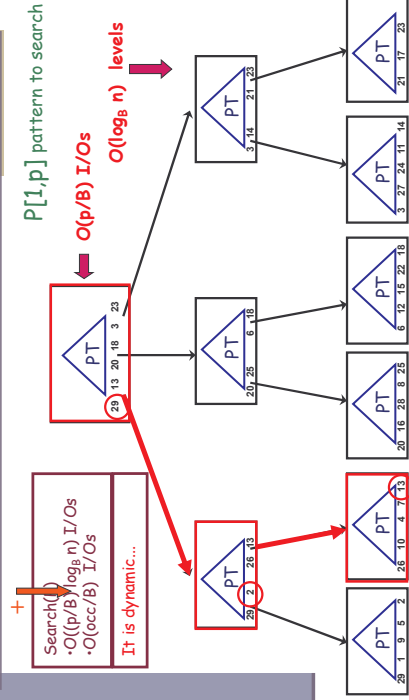 +
P[1,p] pattern to search
Search(P)
•O((p/B) log_B n) I/Os
•O(occ/B) I/Os
It is dynamic...
O(p/B) I/Os
O(log_B n) levels
PT
29 13 20 18 3 23
PT
29 2 26 13
PT
20 25 6 18
PT
3 14 21 23
PT
29 1 9 5 2
PT
26 10 4 7 13
PT
20 16 28 8 25
PT
6 12 15 22 18
PT
3 27 24 11 14
PT
21 17 23